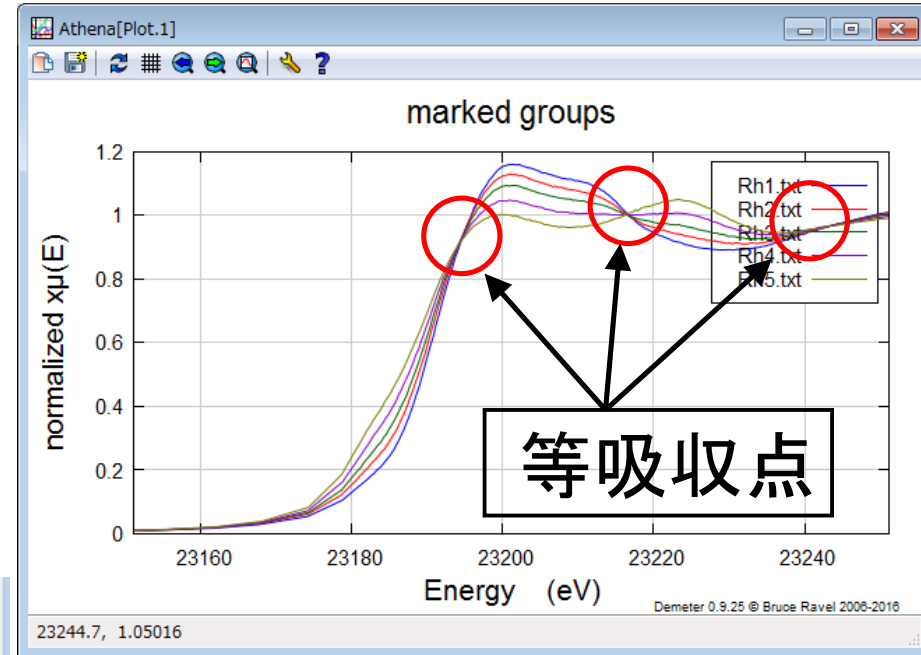 Athena[Plot.1]
marked groups
normalized xμ(E)
1.2
1
0.8
0.6
0.4
0.2
0
Rh1.txt
Rh2.txt
Rh3.txt
Rh4.txt
Rh5.txt
等吸収点
23160
23180
23200
23220
23240
Energy (eV)
Demeter 0.9.25 © Bruce Ravel 2006-2016
23244.7, 1.05016